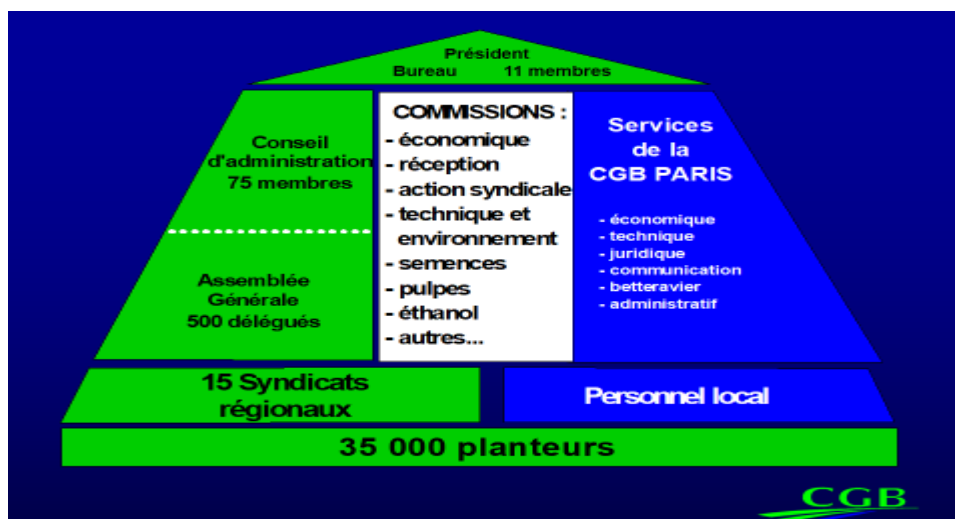 Président
Bureau 11 membres
Conseil
d'administration
75 membres
Assemblée
Générale
500 délégués
COMMISSIONS :
- économique
- réception
- action syndicale
- technique et
environnement
- semences
- pulpes
- éthanol
- autres...
Services
de la
CGB PARIS
- économique
- technique
- juridique
- communication
- betteravier
- administratif
15 Syndicats
régionaux
Personnel local
35 000 planteurs
CGB